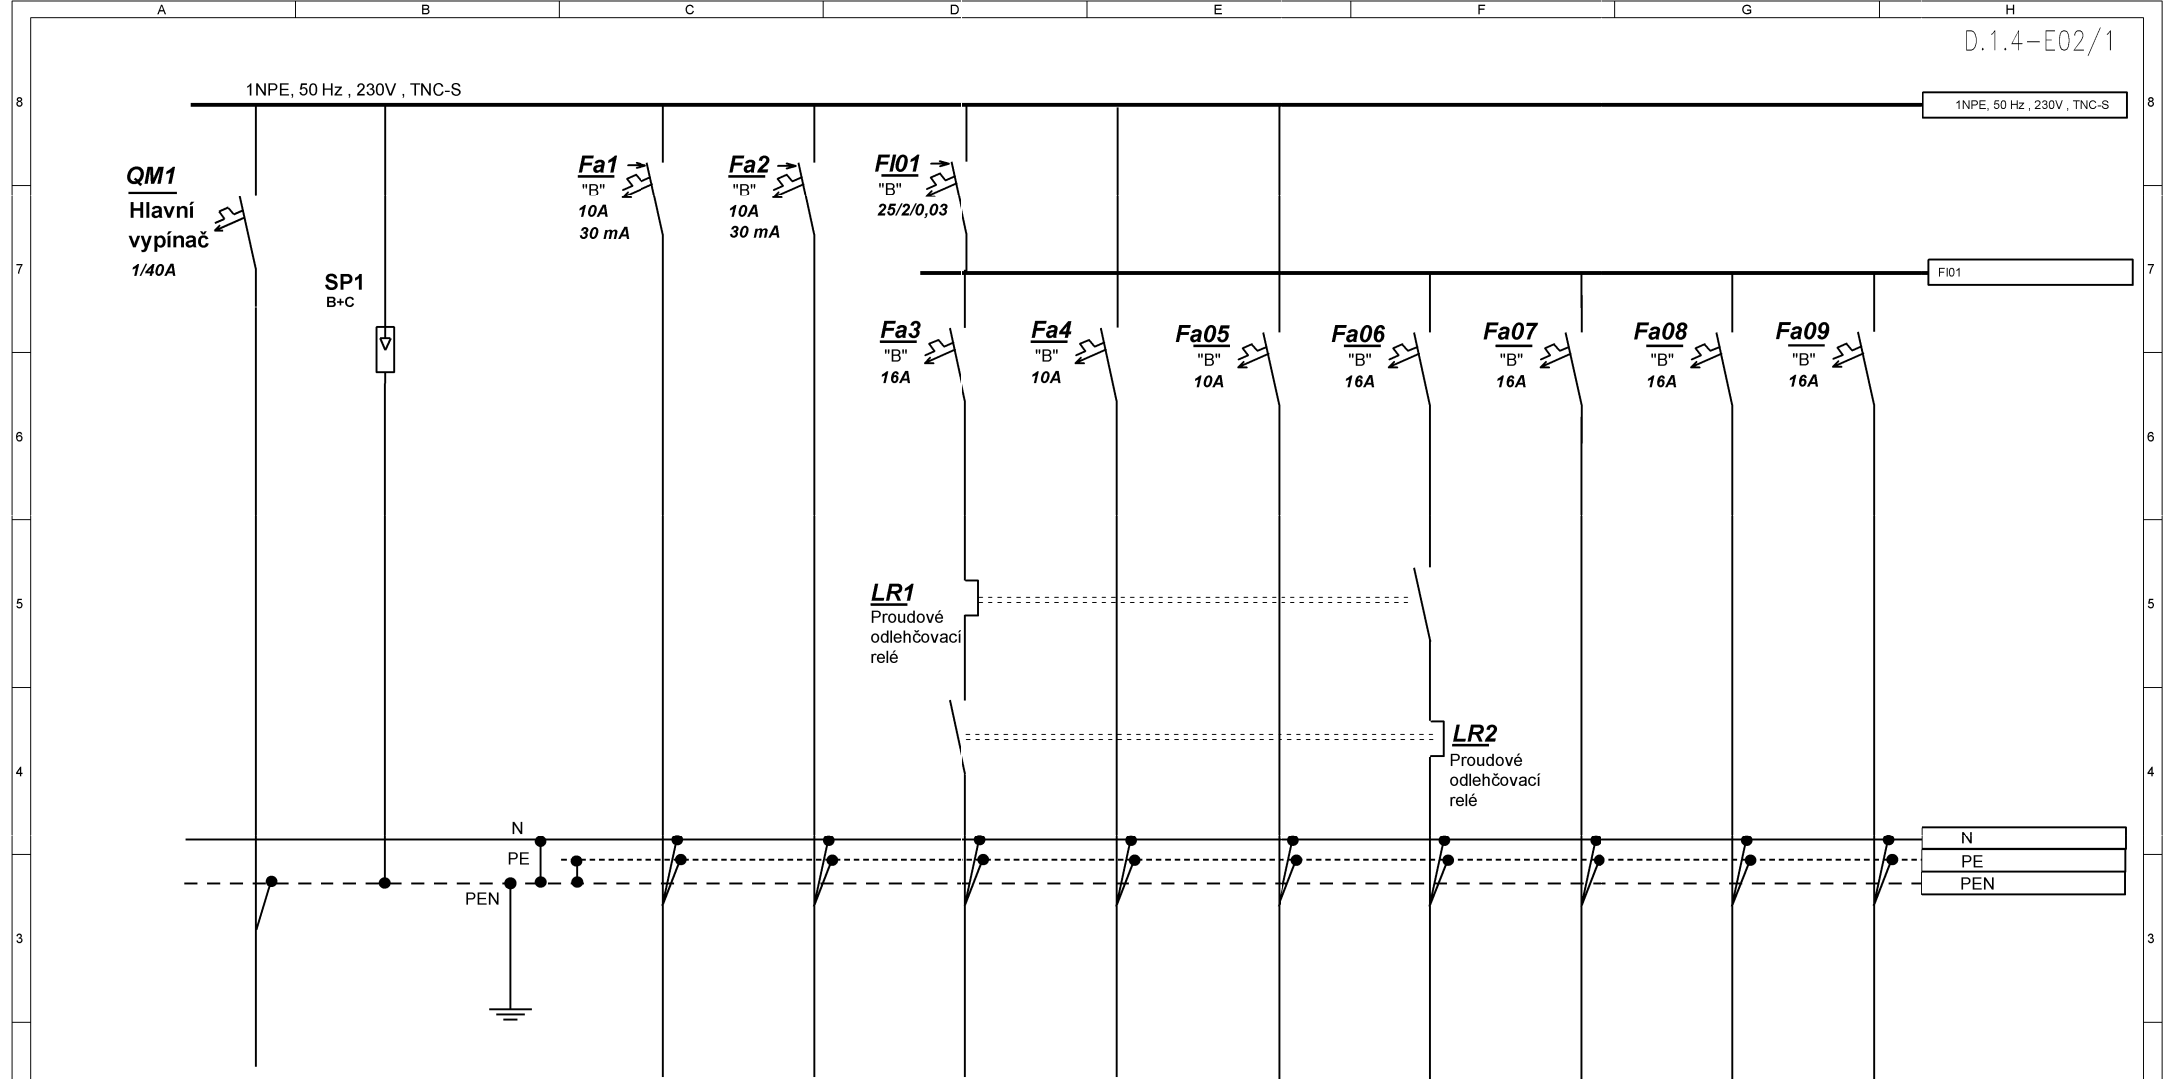 A B C D E F G H
D.1.4-E02/1
1NPE, 50 Hz , 230V , TNC-S
8
1NPE, 50 Hz , 230V , TNC-S
8
QM1
Hlavní
vypínač
1/40A
Fa1
"B"
10A
30 mA
Fa2
"B"
10A
30 mA
FI01
"B"
25/2/0,03
7
FI01
7
SP1
B+C
Fa3
"B"
16A
Fa4
"B"
10A
Fa05
"B"
10A
Fa06
"B"
16A
Fa07
"B"
16A
Fa08
"B"
16A
Fa09
"B"
16A
6
6
5
LR1
Proudové
odlehčovací
relé
5
4
LR2
Proudové
odlehčovací
relé
4
N
PE
PEN
N
PE
PEN
3
3